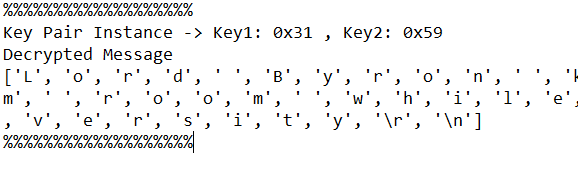 %%%%%%%%%%%%%%%%%%%
Key Pair Instance -> Key1: 0x31 , Key2: 0x59
Decrypted Message
['L', 'o', 'r', 'd', ' ', 'B', 'y', 'r', 'o', 'n', ' ', 'k
m', ' ', 'r', 'o', 'o', 'm', ' ', 'w', 'h', 'i', 'l', 'e',
, 'v', 'e', 'r', 's', 'i', 't', 'y', '\r', '\n']
%%%%%%%%%%%%%%%%%%%